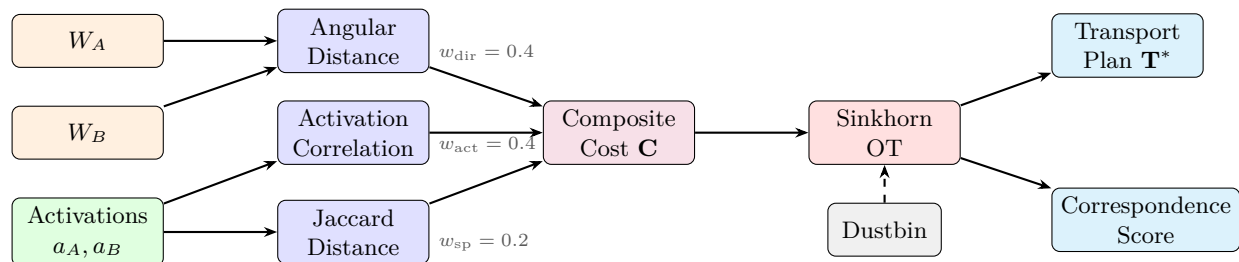 W_A
W_B
Activations
a_A, a_B
Angular
Distance
w_dir = 0.4
Activation
Correlation
w_act = 0.4
Jaccard
Distance
w_sp = 0.2
Composite
Cost C
Sinkhorn
OT
Dustbin
Transport
Plan T*
Correspondence
Score